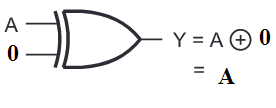 A
0
Y = A ⊕ 0
= A